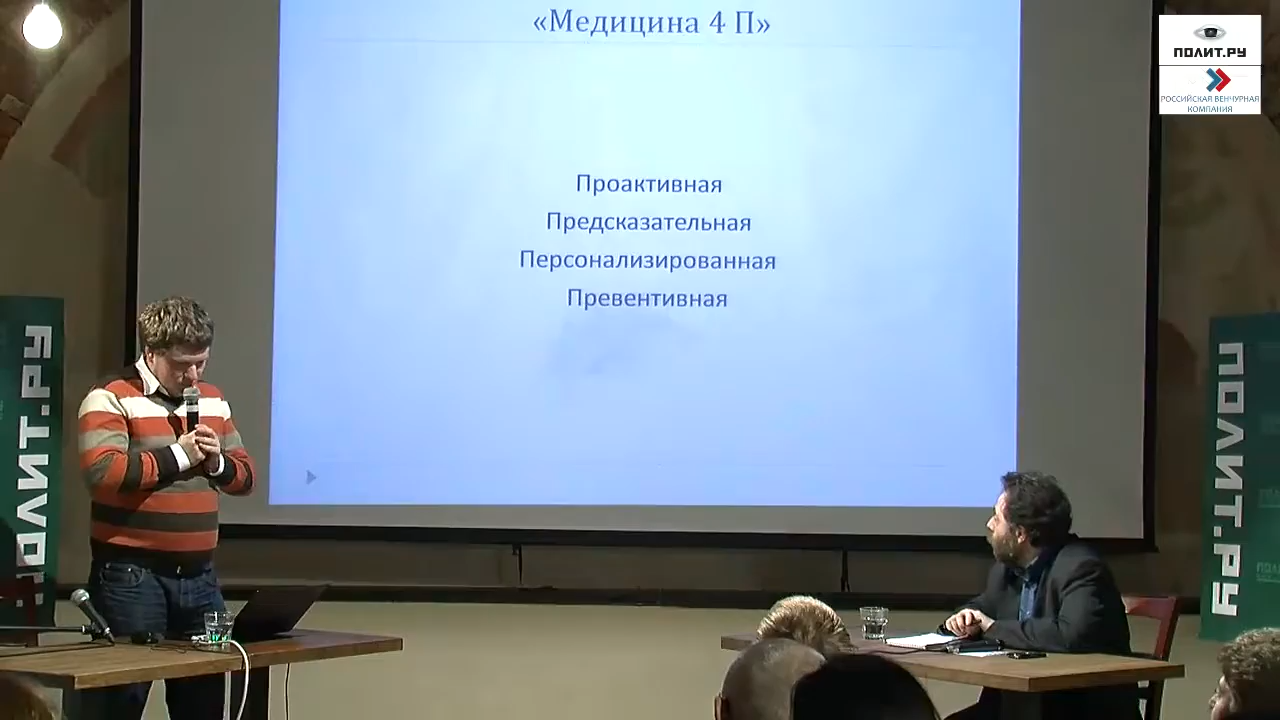 «Медицина 4 П»
ПОЛИТ.РУ
РОССИЙСКАЯ ВЕНЧУРНАЯ
КОМПАНИЯ
Проактивная
Предсказательная
Персонализированная
Превентивная
ПОЛИТ.РУ
ПОЛИТ.РУ